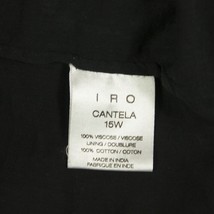 IRO
CANTELA
15W
100% VISCOSE / VISCOSE
LINING / DOUBLURE
100% COTTON / COTON
MADE IN INDIA
FABRIQUE EN INDE